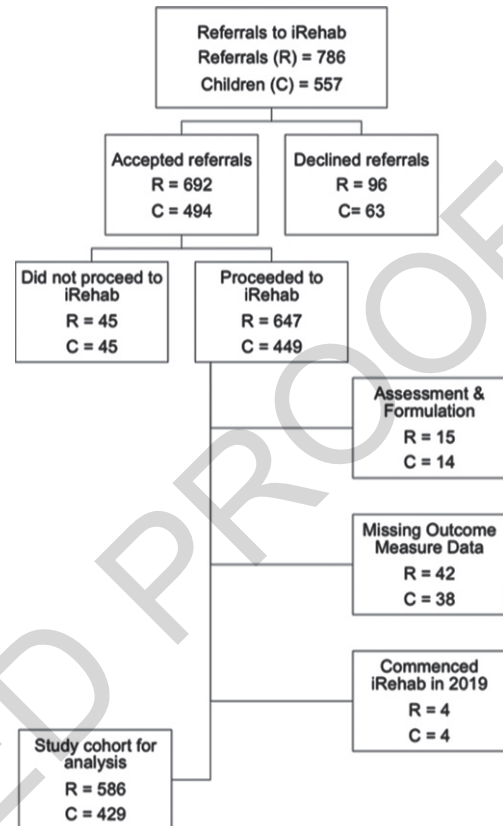 Referrals to iRehab
Referrals (R) = 786
Children (C) = 557
Accepted referrals
R = 692
C = 494
Declined referrals
R = 96
C= 63
Did not proceed to
iRehab
R = 45
C = 45
Proceeded to
iRehab
R = 647
C = 449
Assessment &
Formulation
R = 15
C = 14
Missing Outcome
Measure Data
R = 42
C = 38
Commenced
iRehab in 2019
R = 4
C = 4
Study cohort for
analysis
R = 586
C = 429
ED PROOF